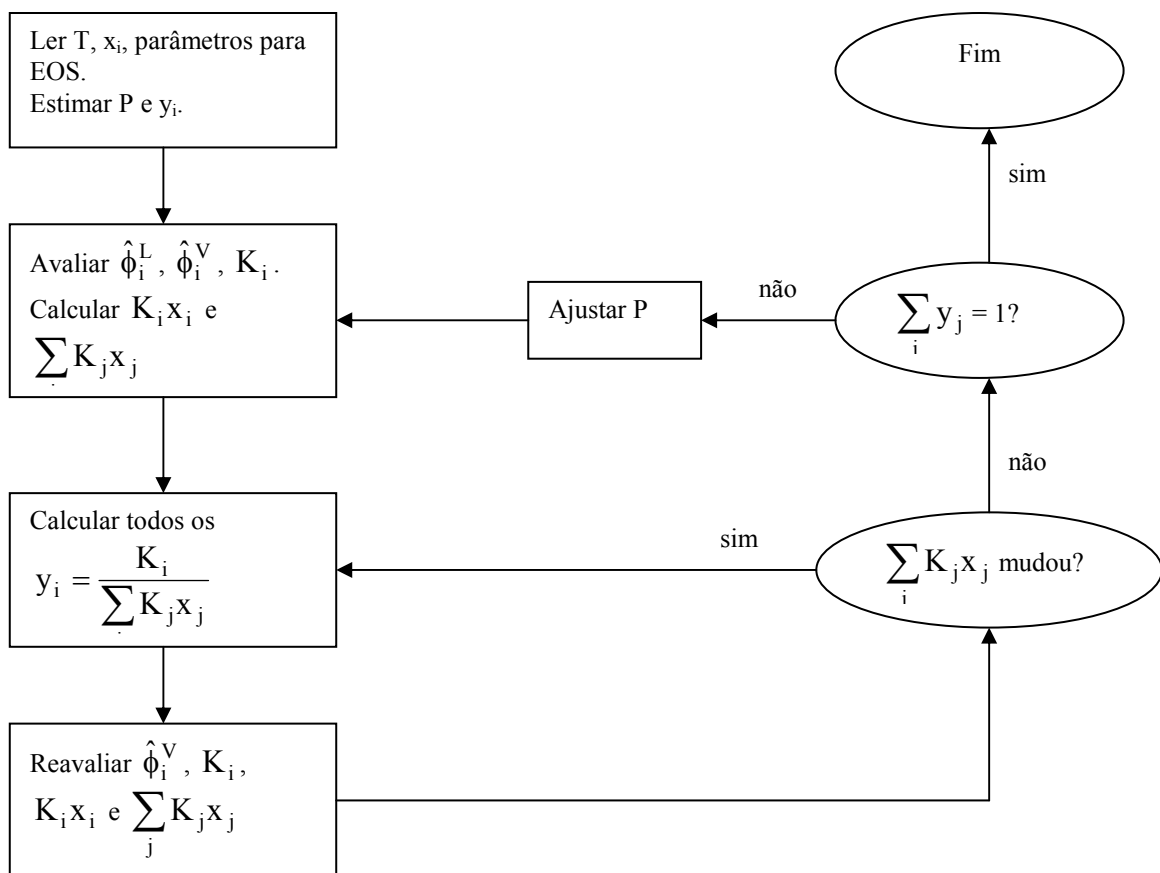 Ler T, xᵢ, parâmetros para
EOS.
Estimar P e yᵢ.
Fim
sim
Avaliar φ̂ᵢᴸ, φ̂ᵢⱽ, Kᵢ.
Calcular Kᵢxᵢ e
∑ Kⱼxⱼ
Ajustar P
não
∑ᵢ yⱼ = 1?
não
Calcular todos os
yᵢ = Kᵢ / ∑ Kⱼxⱼ
sim
∑ᵢ Kⱼxⱼ mudou?
Reavaliar φ̂ᵢⱽ, Kᵢ,
Kᵢxᵢ e ∑ⱼ Kⱼxⱼ